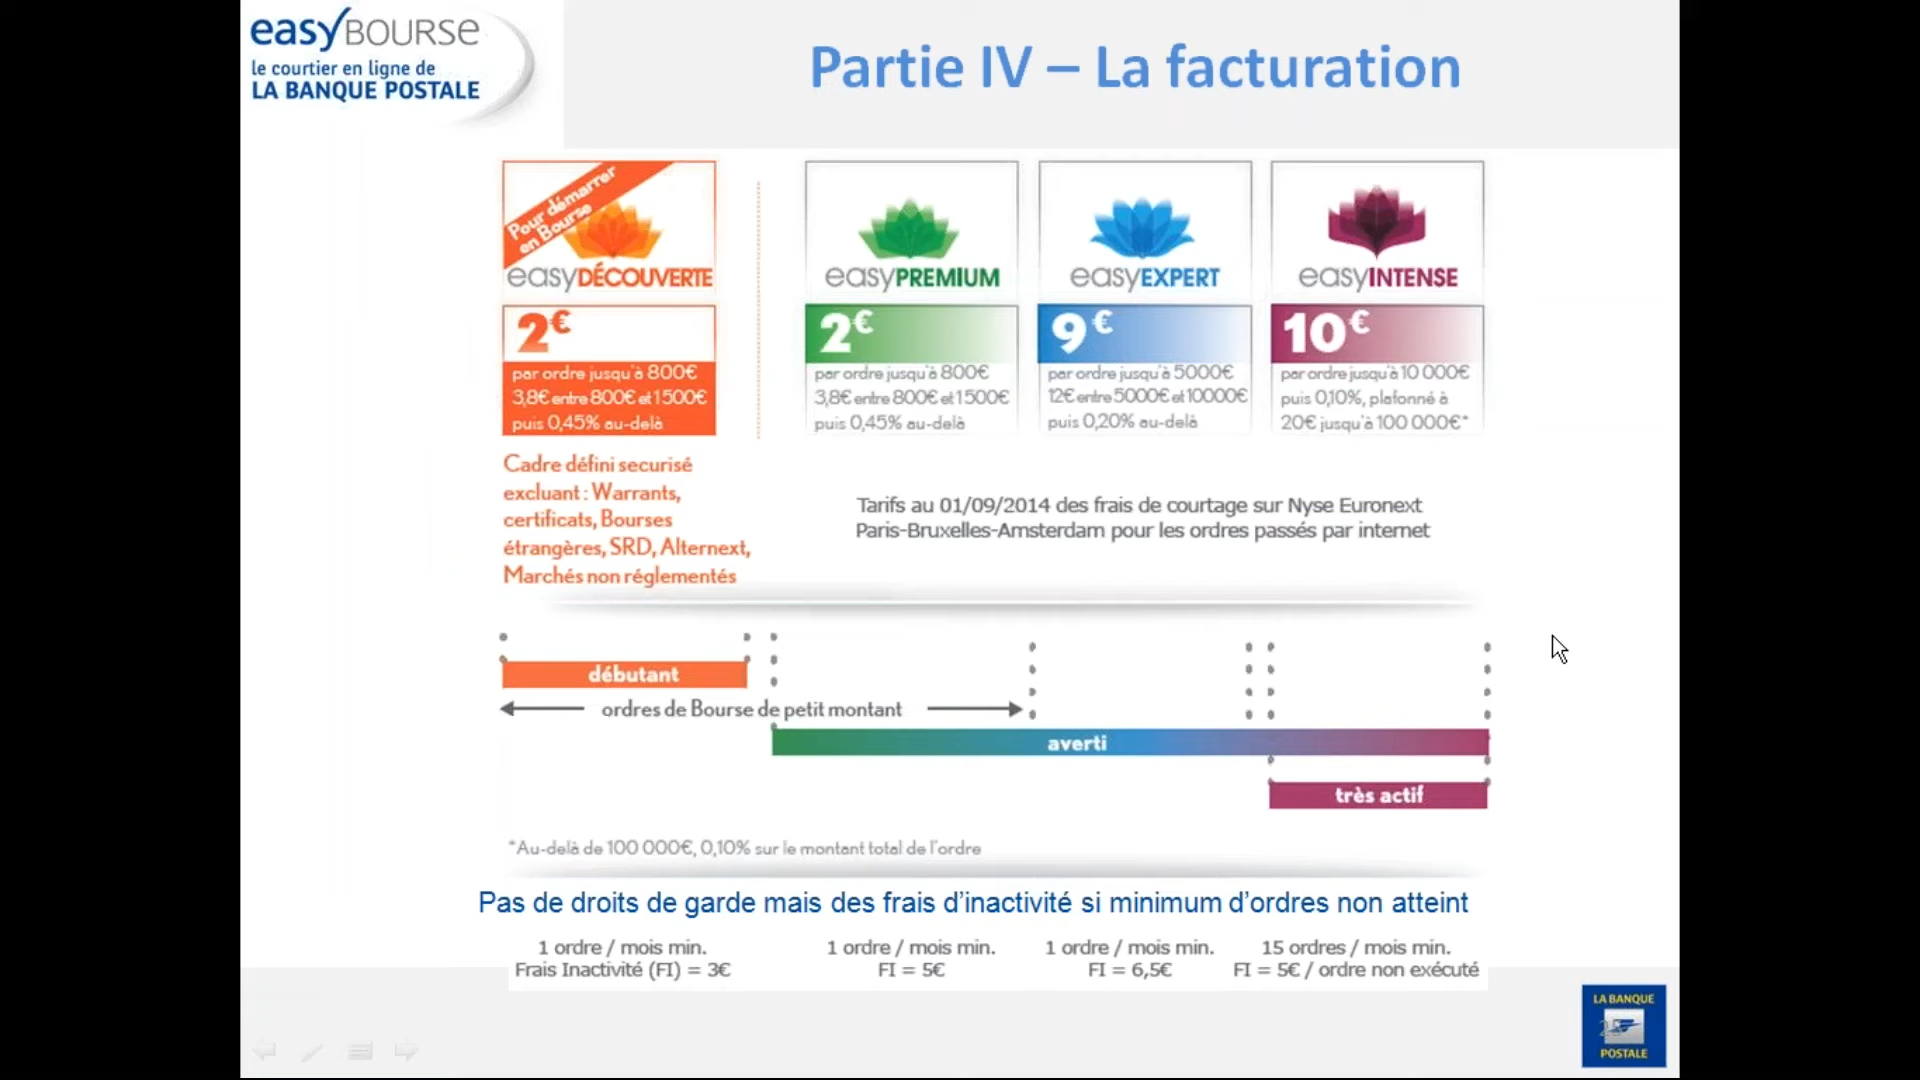 easyBOURSE
le courtier en ligne de
LA BANQUE POSTALE
Partie IV – La facturation
Pour démarrer
en Bourse
easyDÉCOUVERTE
2€
par ordre jusqu'à 800€
3,8€ entre 800€ et 1500€
puis 0,45% au-delà
Cadre défini securisé
excluant : Warrants,
certificats, Bourses
étrangères, SRD, Alternext,
Marchés non réglementés
easyPREMIUM
2€
par ordre jusqu'à 800€
3,8€ entre 800€ et 1500€
puis 0,45% au-delà
easyEXPERT
9€
par ordre jusqu'à 5000€
12€ entre 5000€ et 10000€
puis 0,20% au-delà
easyINTENSE
10€
par ordre jusqu'à 10 000€
puis 0,10%, plafonné à
20€ jusqu'à 100 000€*
Tarifs au 01/09/2014 des frais de courtage sur Nyse Euronext
Paris-Bruxelles-Amsterdam pour les ordres passés par internet
débutant
ordres de Bourse de petit montant
averti
très actif
*Au-delà de 100 000€, 0,10% sur le montant total de l'ordre
Pas de droits de garde mais des frais d'inactivité si minimum d'ordres non atteint
1 ordre / mois min.
Frais Inactivité (FI) = 3€
1 ordre / mois min.
FI = 5€
1 ordre / mois min.
FI = 6,5€
15 ordres / mois min.
FI = 5€ / ordre non exécuté
LA BANQUE
POSTALE